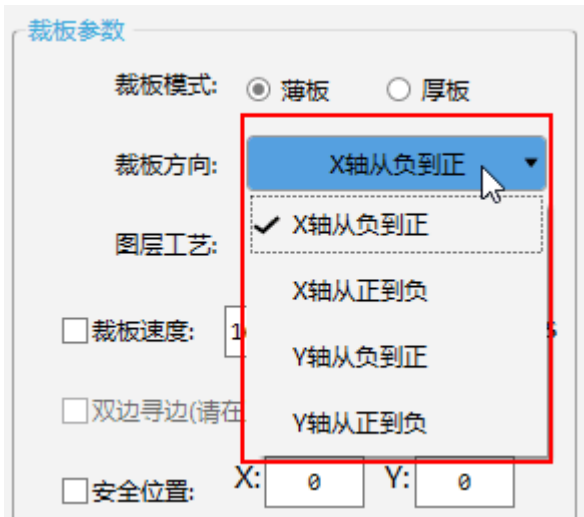 裁板参数
裁板模式: 薄板 厚板
裁板方向: X轴从负到正
X轴从负到正
图层工艺:
X轴从正到负
裁板速度: 1
Y轴从负到正
双边寻边(请在
Y轴从正到负
安全位置: X: 0 Y: 0